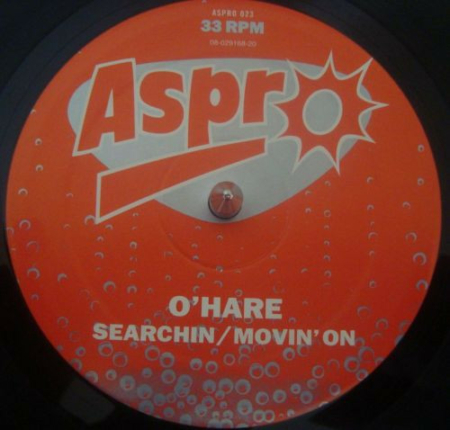 ASPRO 023
33 RPM
Aspro
O'HARE
SEARCHIN/MOVIN' ON